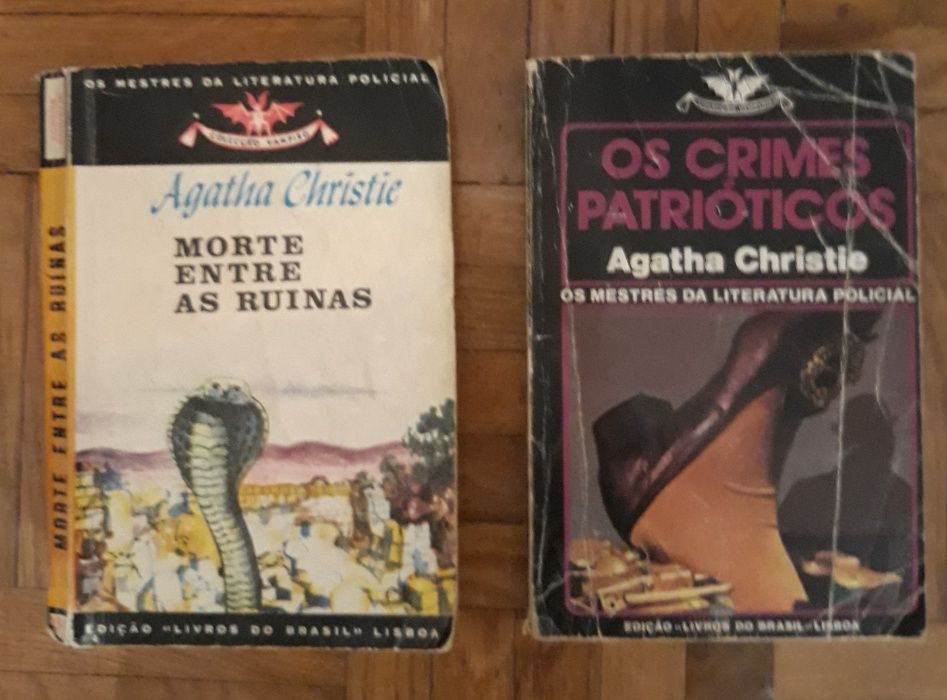 OS MESTRES DA LITERATURA POLICIAL
COLECÇÃO VAMPIRO
Agatha Christie
MORTE
ENTRE
AS RUINAS
EDIÇÃO "LIVROS DO BRASIL" LISBOA
MORTE ENTRE AS RUÍNAS
OS CRIMES
PATRIÓTICOS
Agatha Christie
OS MESTRES DA LITERATURA POLICIAL
EDIÇÃO "LIVROS DO BRASIL" LISBOA